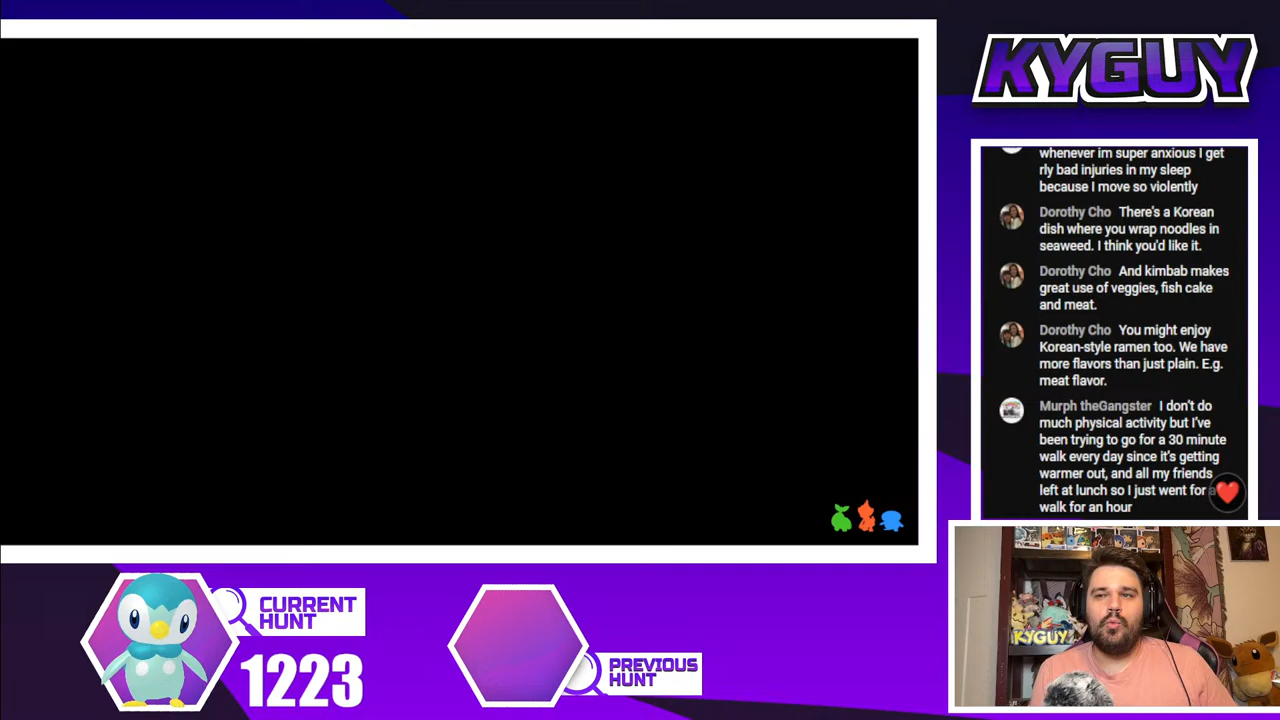 KYGUY
whenever im super anxious I get
rly bad injuries in my sleep
because I move so violently
Dorothy Cho There's a Korean
dish where you wrap noodles in
seaweed. I think you'd like it.
Dorothy Cho And kimbab makes
great use of veggies, fish cake
and meat.
Dorothy Cho You might enjoy
Korean-style ramen too. We have
more flavors than just plain. E.g.
meat flavor.
Murph theGangster I don't do
much physical activity but I've
been trying to go for a 30 minute
walk every day since it's getting
warmer out, and all my friends
left at lunch so I just went for a
walk for an hour
KYGUY
CURRENT
HUNT
1223
PREVIOUS
HUNT